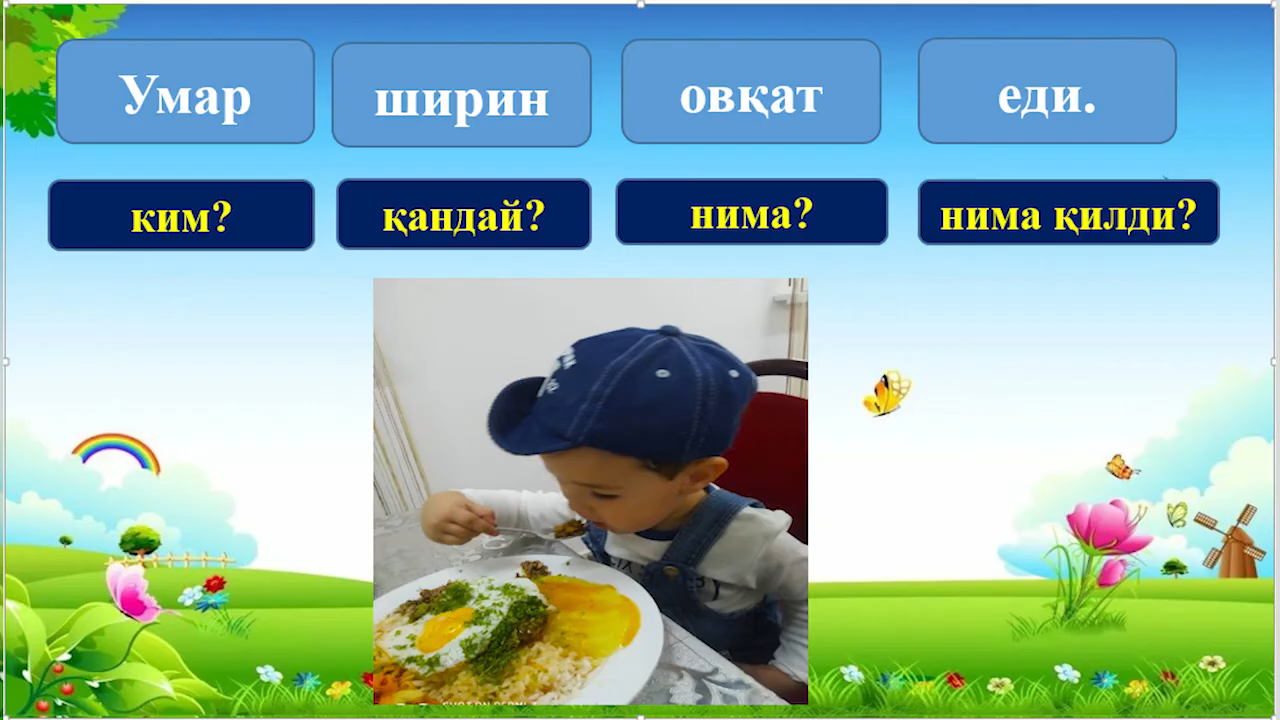 Умар ширин овқат еди.
ким? қандай? нима? нима қилди?